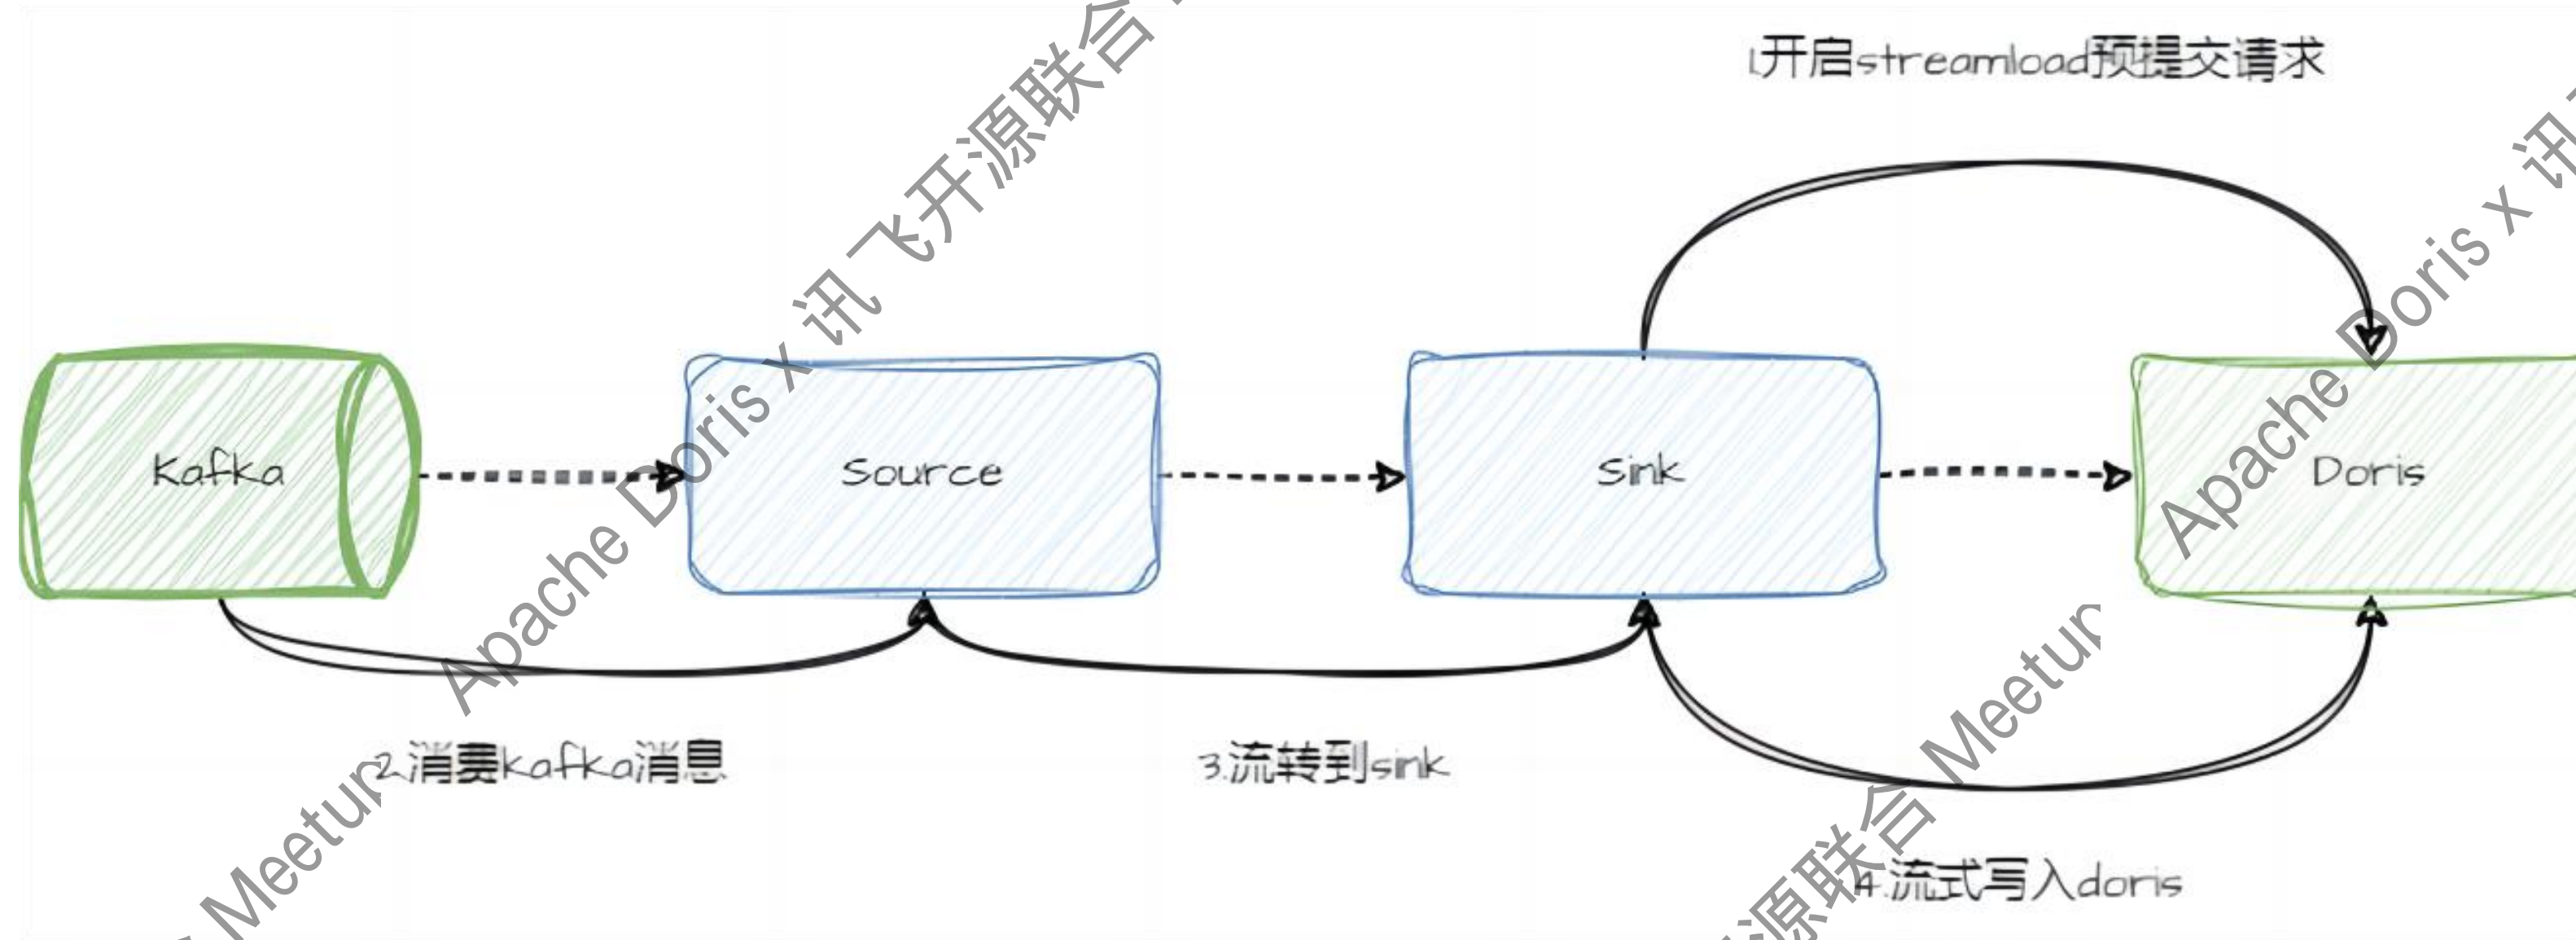 1.开启streamload预提交请求
Kafka
Source
Sink
Doris
2.消费kafka消息
3.流转到sink
4.流式写入doris
Apache Doris x 讯飞开源联合
Apache Doris x 讯
Meetup
源联合 Meetup